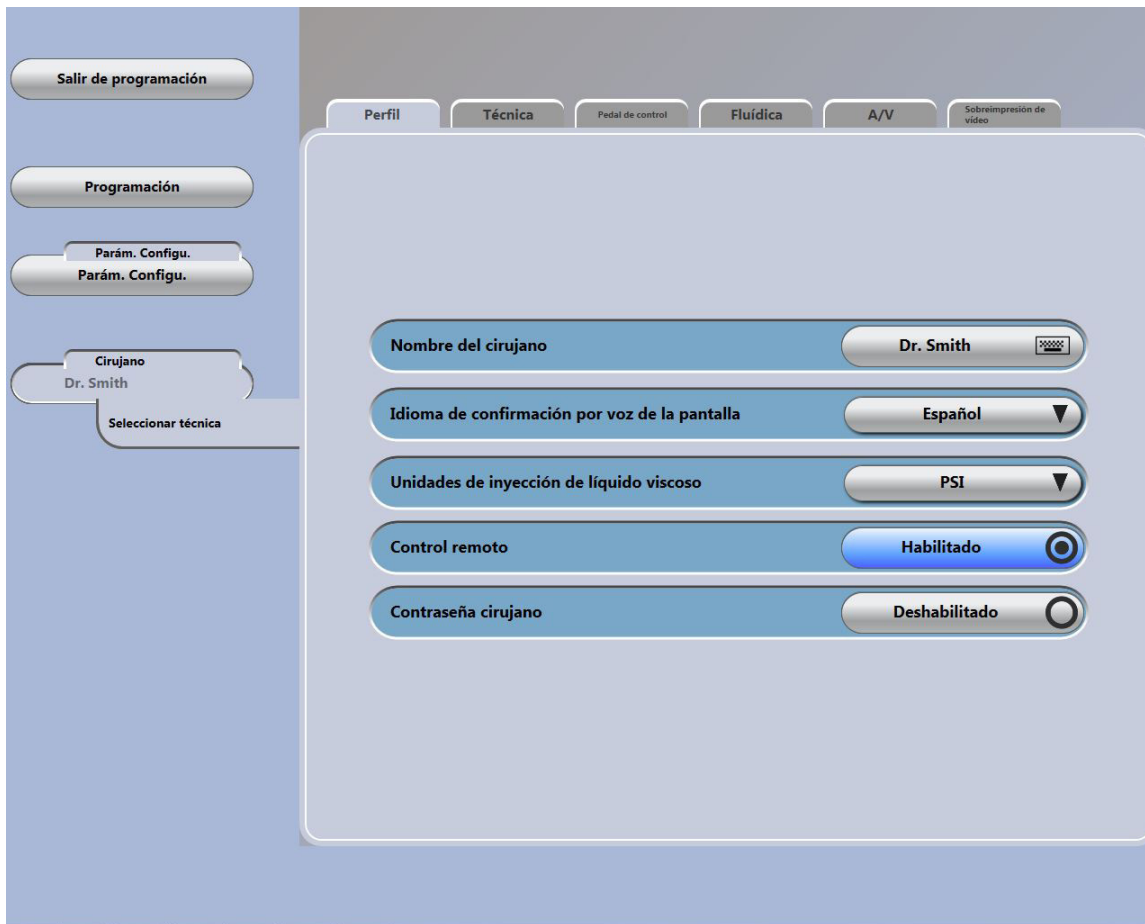 Salir de programación
Programación
Parám. Configu.
Parám. Configu.
Cirujano
Dr. Smith
Seleccionar técnica
Perfil
Técnica
Pedal de control
Fluídica
A/V
Sobreimpresión de
vídeo
Nombre del cirujano
Dr. Smith
Idioma de confirmación por voz de la pantalla
Español
Unidades de inyección de líquido viscoso
PSI
Control remoto
Habilitado
Contraseña cirujano
Deshabilitado